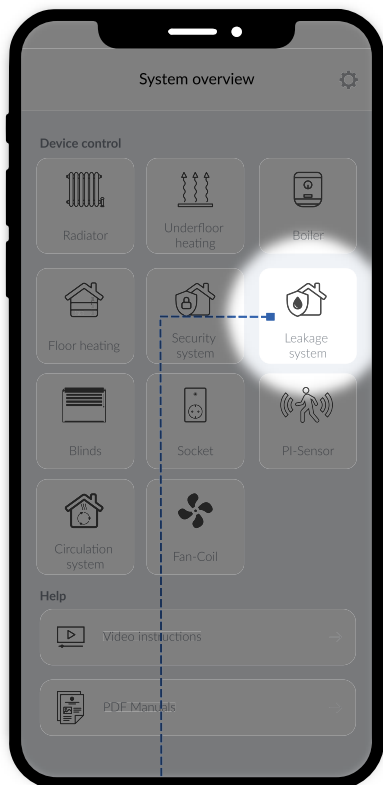 System overview
Device control
Radiator
Underfloor
heating
Boiler
Floor heating
Security
system
Leakage
system
Blinds
Socket
PI-Sensor
Circulation
system
Fan-Coil
Help
Video instructions
PDF Manuals